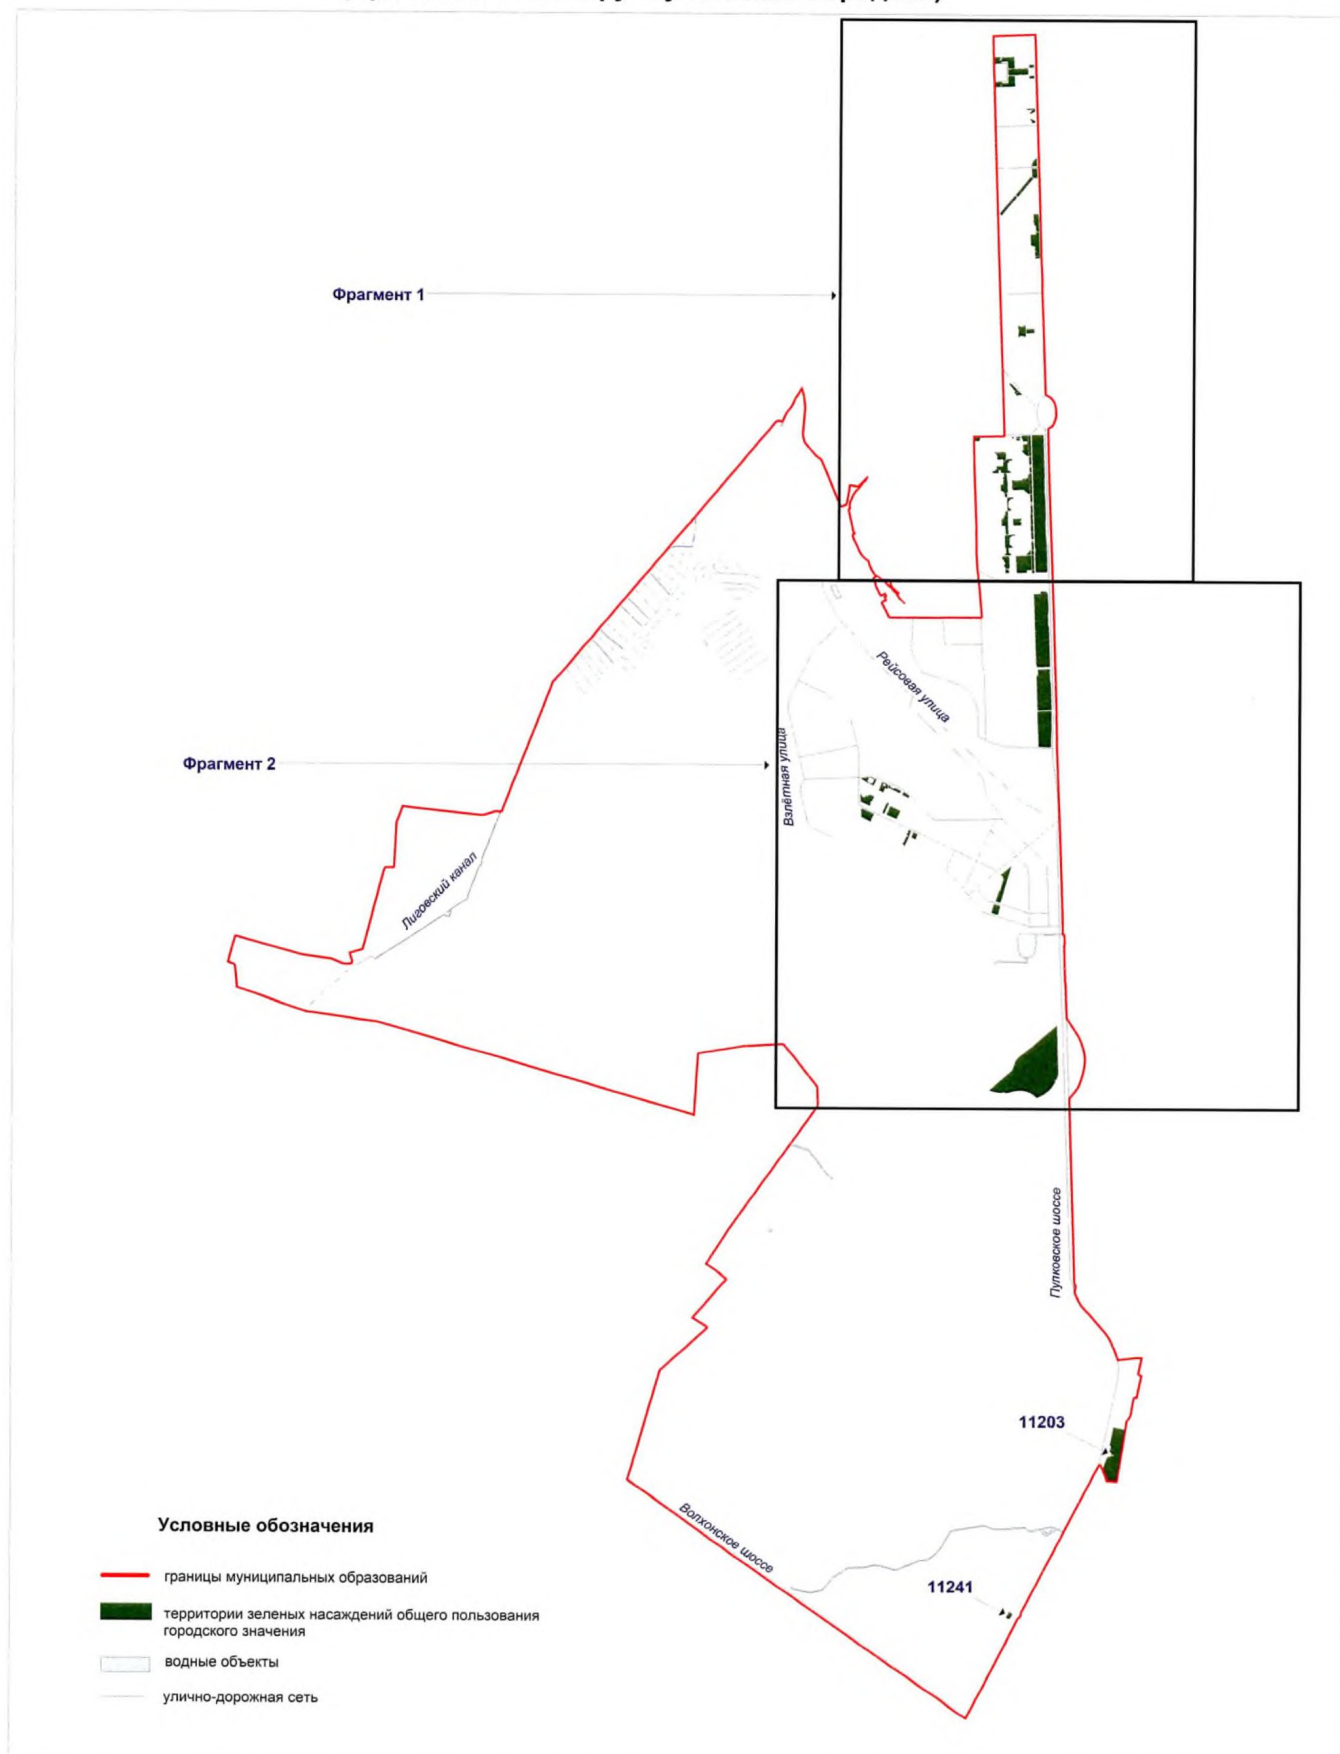 Фрагмент 1
Рейсовая улица
Фрагмент 2
Взлётная улица
Лиговский канал
Пулковское шоссе
11203
Волхонское шоссе
11241
Условные обозначения
границы муниципальных образований
территории зеленых насаждений общего пользования
городского значения
водные объекты
улично-дорожная сеть